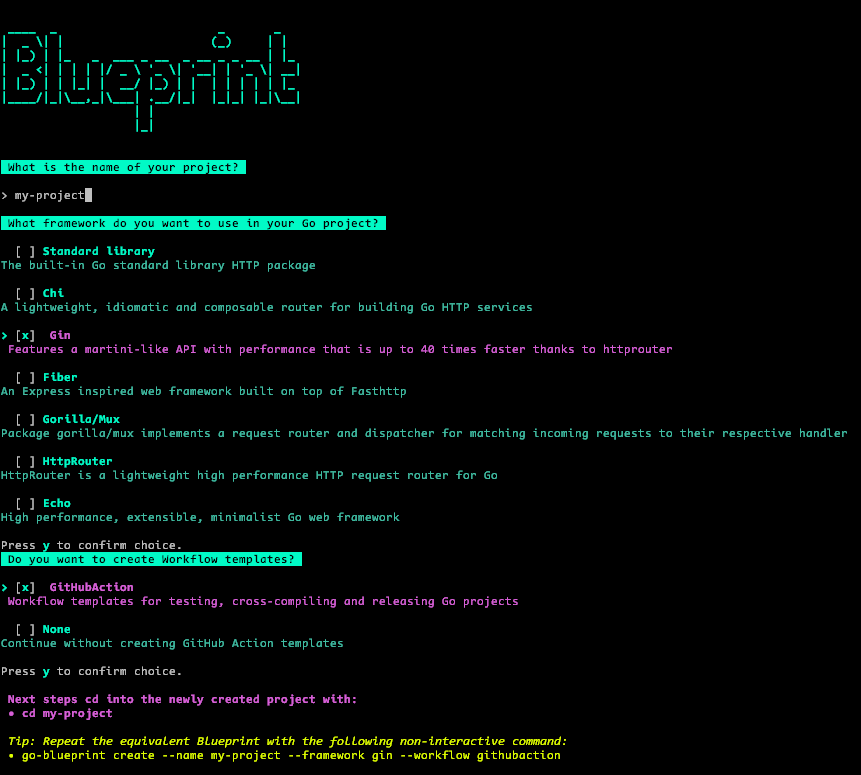 Blueprint
What is the name of your project?
> my-project
What framework do you want to use in your Go project?
[ ] Standard library
The built-in Go standard library HTTP package
[ ] Chi
A lightweight, idiomatic and composable router for building Go HTTP services
> [x] Gin
Features a martini-like API with performance that is up to 40 times faster thanks to httprouter
[ ] Fiber
An Express inspired web framework built on top of Fasthttp
[ ] Gorilla/Mux
Package gorilla/mux implements a request router and dispatcher for matching incoming requests to their respective handler
[ ] HttpRouter
HttpRouter is a lightweight high performance HTTP request router for Go
[ ] Echo
High performance, extensible, minimalist Go web framework
Press y to confirm choice.
Do you want to create Workflow templates?
> [x] GitHubAction
Workflow templates for testing, cross-compiling and releasing Go projects
[ ] None
Continue without creating GitHub Action templates
Press y to confirm choice.
Next steps cd into the newly created project with:
• cd my-project
Tip: Repeat the equivalent Blueprint with the following non-interactive command:
• go-blueprint create --name my-project --framework gin --workflow githubaction